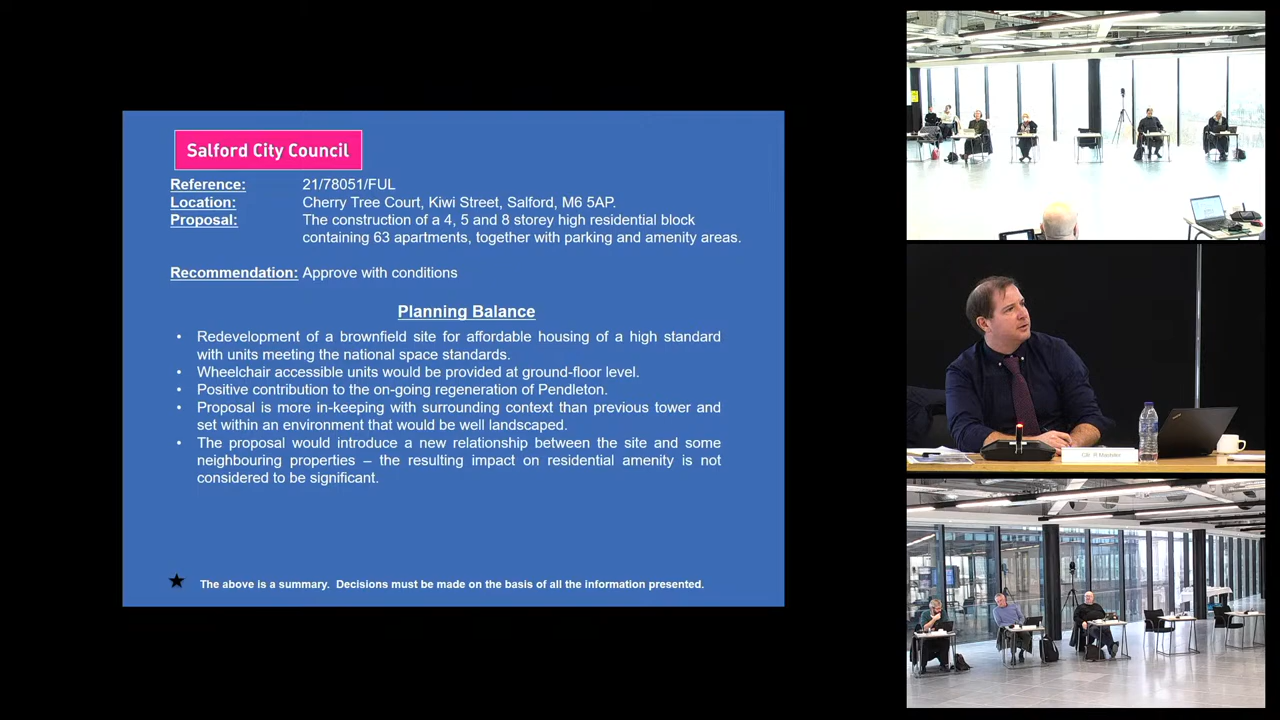 Salford City Council
Reference: 21/78051/FUL
Location: Cherry Tree Court, Kiwi Street, Salford, M6 5AP.
Proposal: The construction of a 4, 5 and 8 storey high residential block
containing 63 apartments, together with parking and amenity areas.
Recommendation: Approve with conditions
Planning Balance
• Redevelopment of a brownfield site for affordable housing of a high standard
with units meeting the national space standards.
• Wheelchair accessible units would be provided at ground-floor level.
• Positive contribution to the on-going regeneration of Pendleton.
• Proposal is more in-keeping with surrounding context than previous tower and
set within an environment that would be well landscaped.
• The proposal would introduce a new relationship between the site and some
neighbouring properties – the resulting impact on residential amenity is not
considered to be significant.
★ The above is a summary. Decisions must be made on the basis of all the information presented.